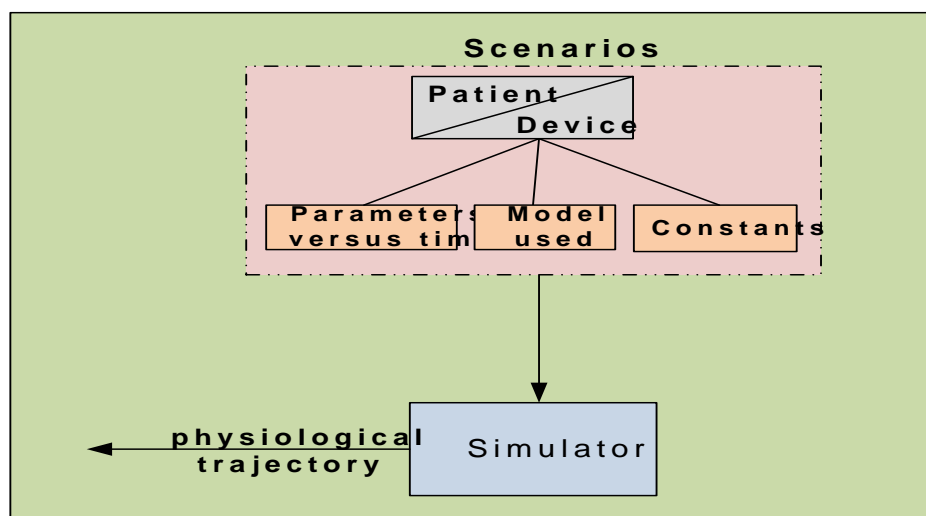 Scenarios
Patient
Device
Parameters
versus tim
Model
used
Constants
physiological
trajectory
Simulator